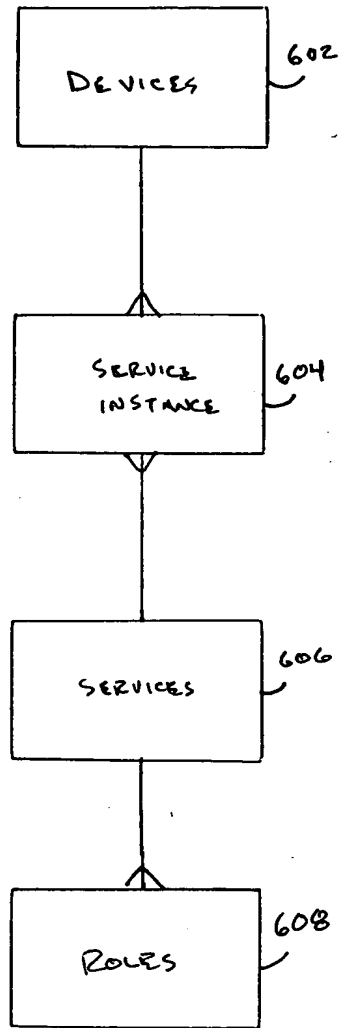 DEVICES
602
SERVICE
INSTANCE
604
SERVICES
606
ROLES
608